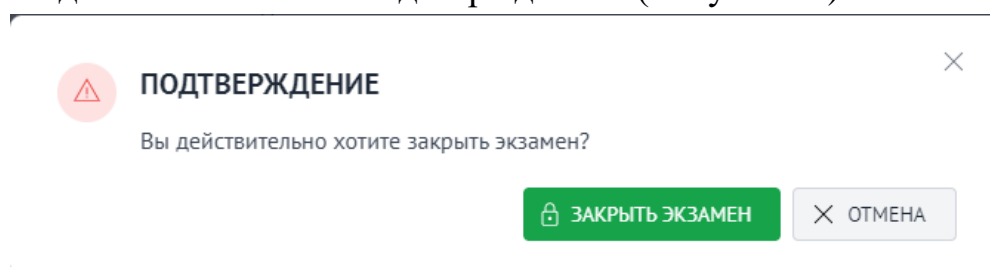 ПОДТВЕРЖДЕНИЕ
Вы действительно хотите закрыть экзамен?
ЗАКРЫТЬ ЭКЗАМЕН
ОТМЕНА